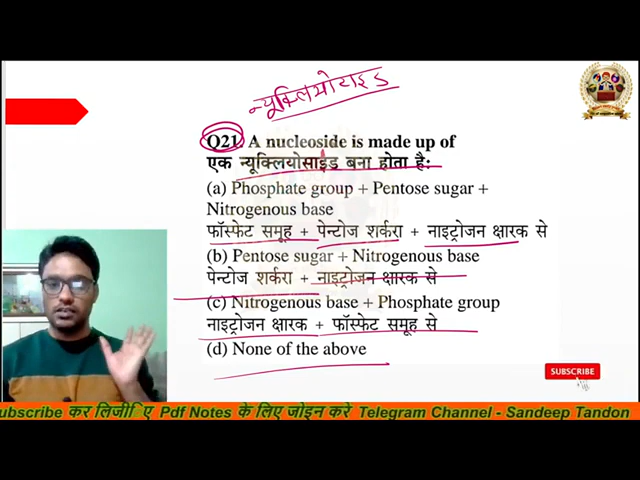 न्यूक्लियोटाइड
Q21. A nucleoside is made up of
एक न्यूक्लियोसाईड बना होता है:
(a) Phosphate group + Pentose sugar +
Nitrogenous base
फॉस्फेट समूह + पेन्टोज शर्करा + नाइट्रोजन क्षारक से
(b) Pentose sugar + Nitrogenous base
पेन्टोज शर्करा + नाइट्रोजन क्षारक से
(c) Nitrogenous base + Phosphate group
नाइट्रोजन क्षारक + फॉस्फेट समूह से
(d) None of the above
SUBSCRIBE
ubscribe कर लिजीिए Pdf Notes के लिए जोइन करे Telegram Channel - Sandeep Tandon